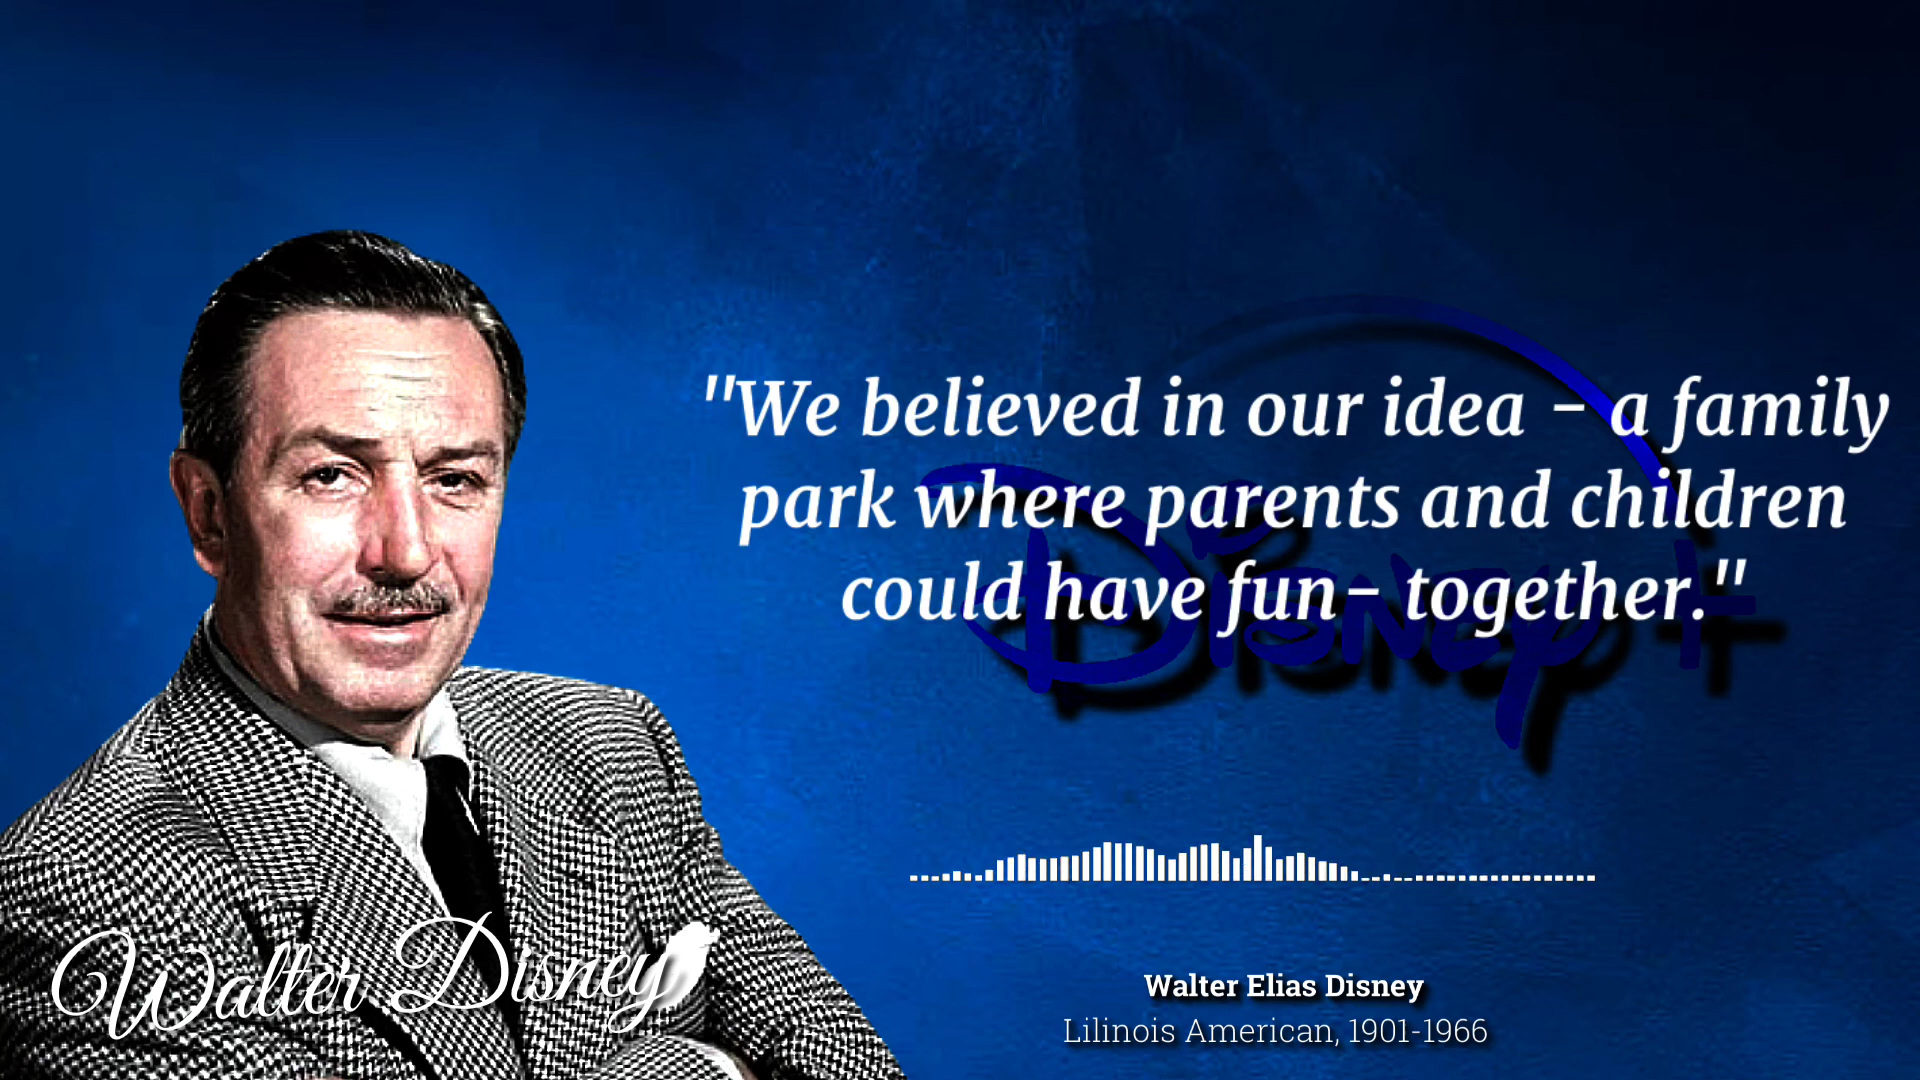 "We believed in our idea – a family
park where parents and children
could have fun– together."
Disney+
Walter Disney
Walter Elias Disney
Lilinois American, 1901-1966